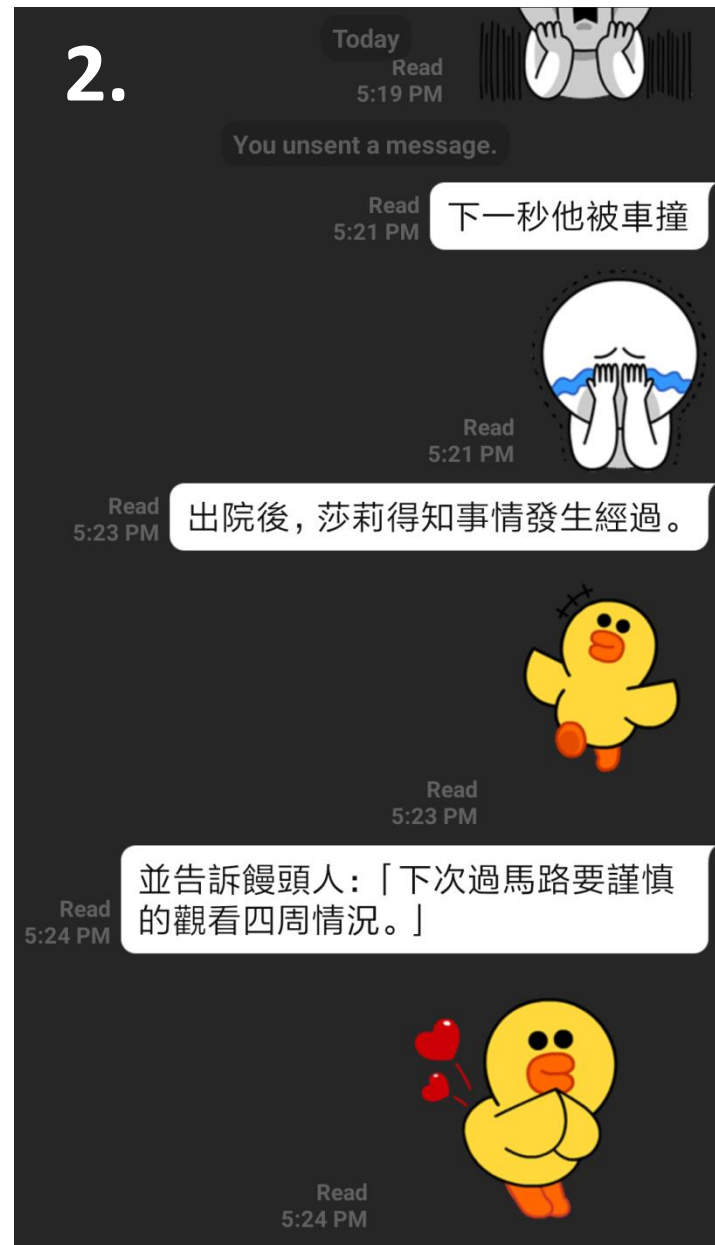 2.
Today
Read
5:19 PM
You unsent a message.
Read
5:21 PM
下一秒他被車撞
Read
5:21 PM
Read
5:23 PM
出院後，莎莉得知事情發生經過。
Read
5:23 PM
並告訴饅頭人：「下次過馬路要謹慎
的觀看四周情況。」
Read
5:24 PM
Read
5:24 PM